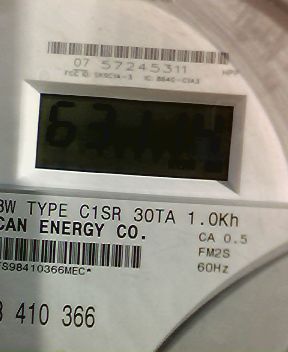 07 57245311
3W TYPE C1SR 30TA 1.0Kh
CAN ENERGY CO.
CA 0.5
FM2S
60Hz
TS98410366MEC*
3 410 366